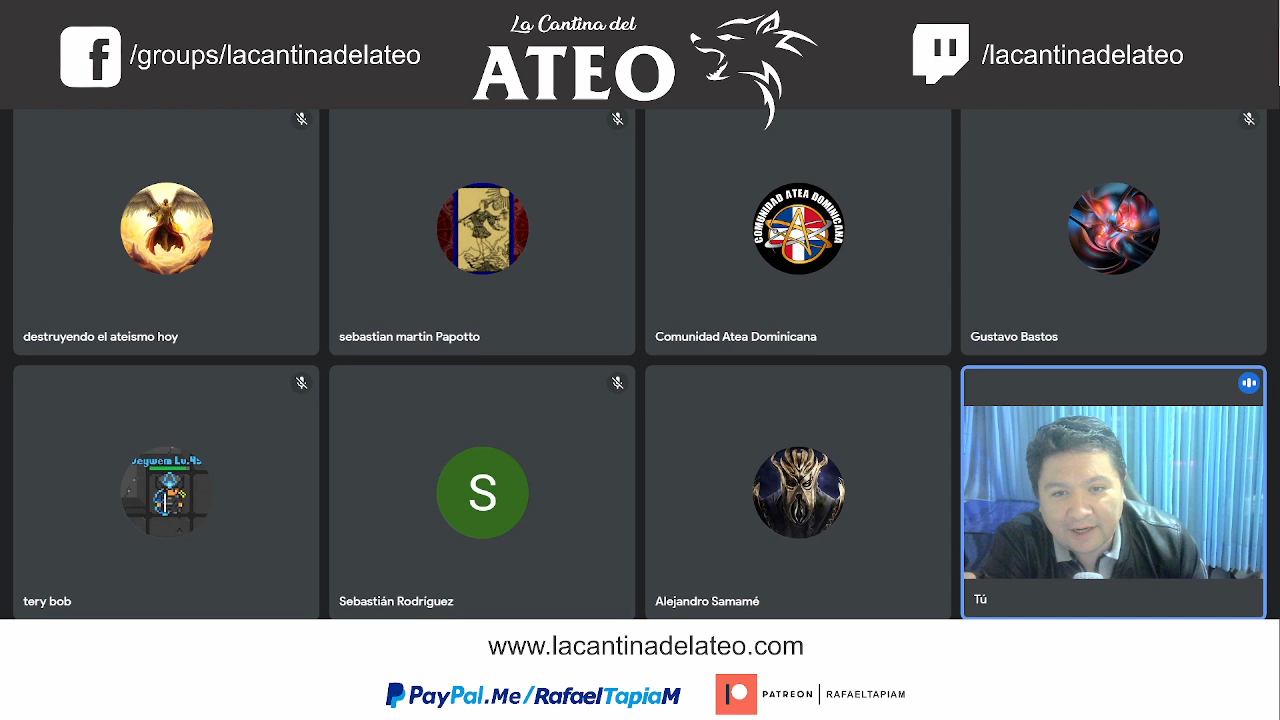 /groups/lacantinadelateo
La Cantina del
ATEO
/lacantinadelateo
destruyendo el ateismo hoy
sebastian martin Papotto
COMUNIDAD ATEA DOMINICANA
Comunidad Atea Dominicana
Gustavo Bastos
tery bob
S
Sebastián Rodríguez
Alejandro Samamé
Tú
www.lacantinadelateo.com
PayPal.Me/RafaelTapiaM
PATREON | RAFAELTAPIAM